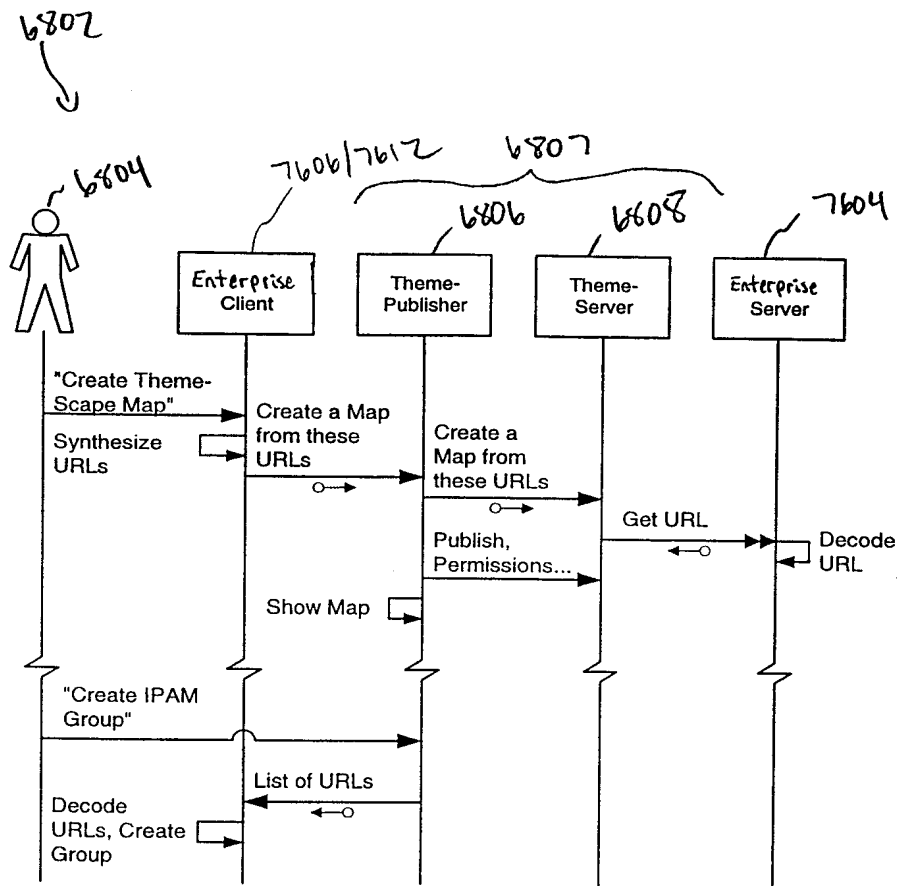 6802
6804
7606/7612
6807
6806
6808
7604
Enterprise
Client
Theme-
Publisher
Theme-
Server
Enterprise
Server
"Create Theme-
Scape Map"
Synthesize
URLs
Create a Map
from these
URLs
Create a
Map from
these URLs
Get URL
Decode
URL
Publish,
Permissions...
Show Map
"Create IPAM
Group"
List of URLs
Decode
URLs, Create
Group